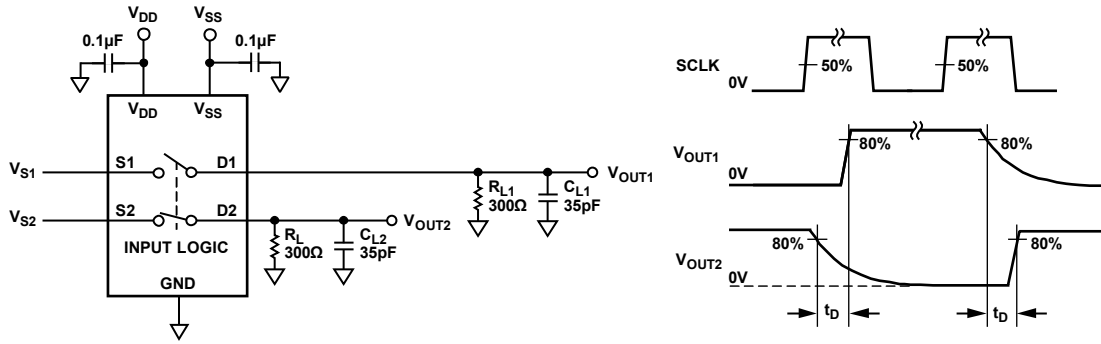 VDD
VSS
0.1µF
0.1µF
VDD
VSS
VS1
S1
D1
VOUT1
RL1
300Ω
CL1
35pF
VS2
S2
D2
VOUT2
INPUT LOGIC
RL
300Ω
CL2
35pF
GND
SCLK
0V
50%
50%
VOUT1
0V
80%
80%
VOUT2
80%
80%
0V
tD
tD